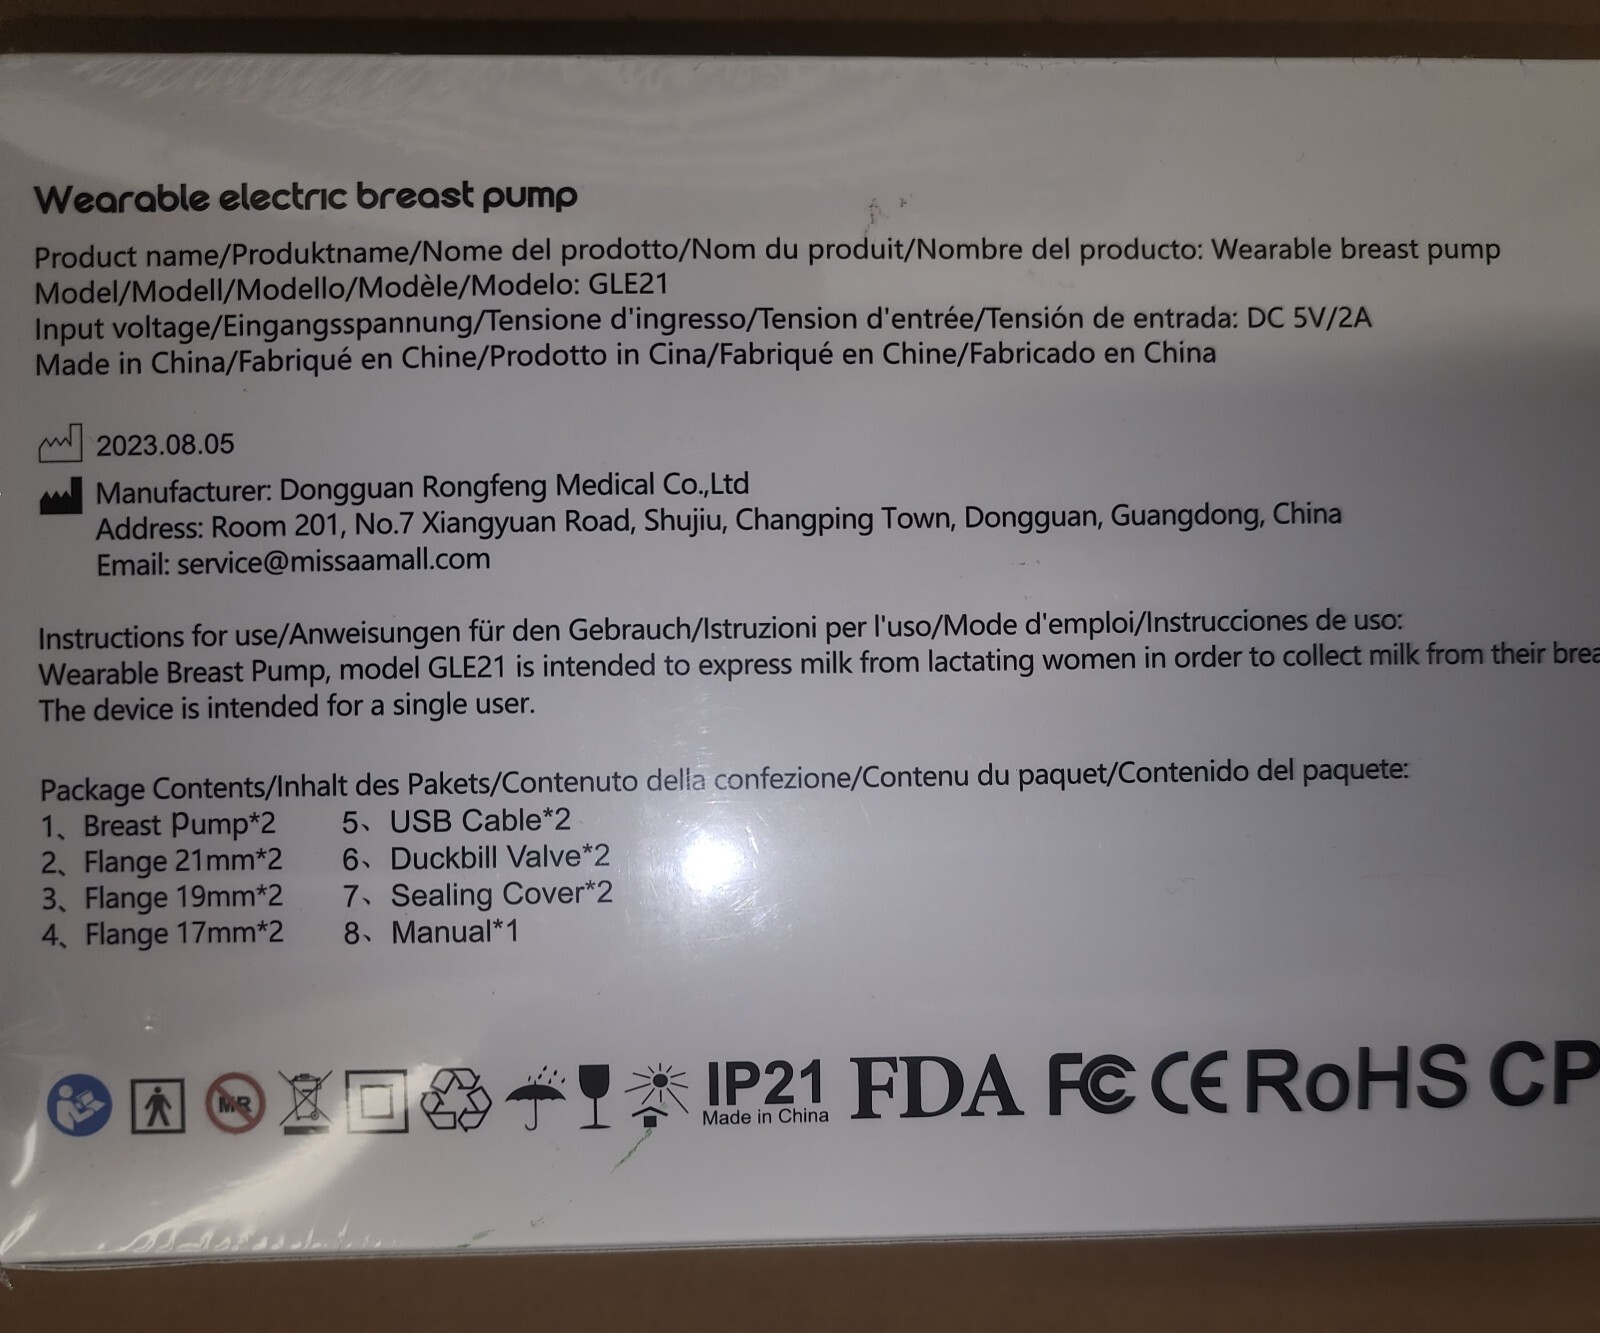 Wearable electric breast pump
Product name/Produktname/Nome del prodotto/Nom du produit/Nombre del producto: Wearable breast pump
Model/Modell/Modello/Modèle/Modelo: GLE21
Input voltage/Eingangsspannung/Tensione d'ingresso/Tension d'entrée/Tensión de entrada: DC 5V/2A
Made in China/Fabriqué en Chine/Prodotto in Cina/Fabriqué en Chine/Fabricado en China
2023.08.05
Manufacturer: Dongguan Rongfeng Medical Co.,Ltd
Address: Room 201, No.7 Xiangyuan Road, Shujiu, Changping Town, Dongguan, Guangdong, China
Email: service@missaamall.com
Instructions for use/Anweisungen für den Gebrauch/Istruzioni per l'uso/Mode d'emploi/Instrucciones de uso:
Wearable Breast Pump, model GLE21 is intended to express milk from lactating women in order to collect milk from their
The device is intended for a single user.
Package Contents/Inhalt des Pakets/Contenuto della confezione/Contenu du paquet/Contenido del paquete:
1、Breast Pump*2 5、USB Cable*2
2、Flange 21mm*2 6、Duckbill Valve*2
3、Flange 19mm*2 7、Sealing Cover*2
4、Flange 17mm*2 8、Manual*1
MR IP21 FDA FC CE RoHS CP
Made in China